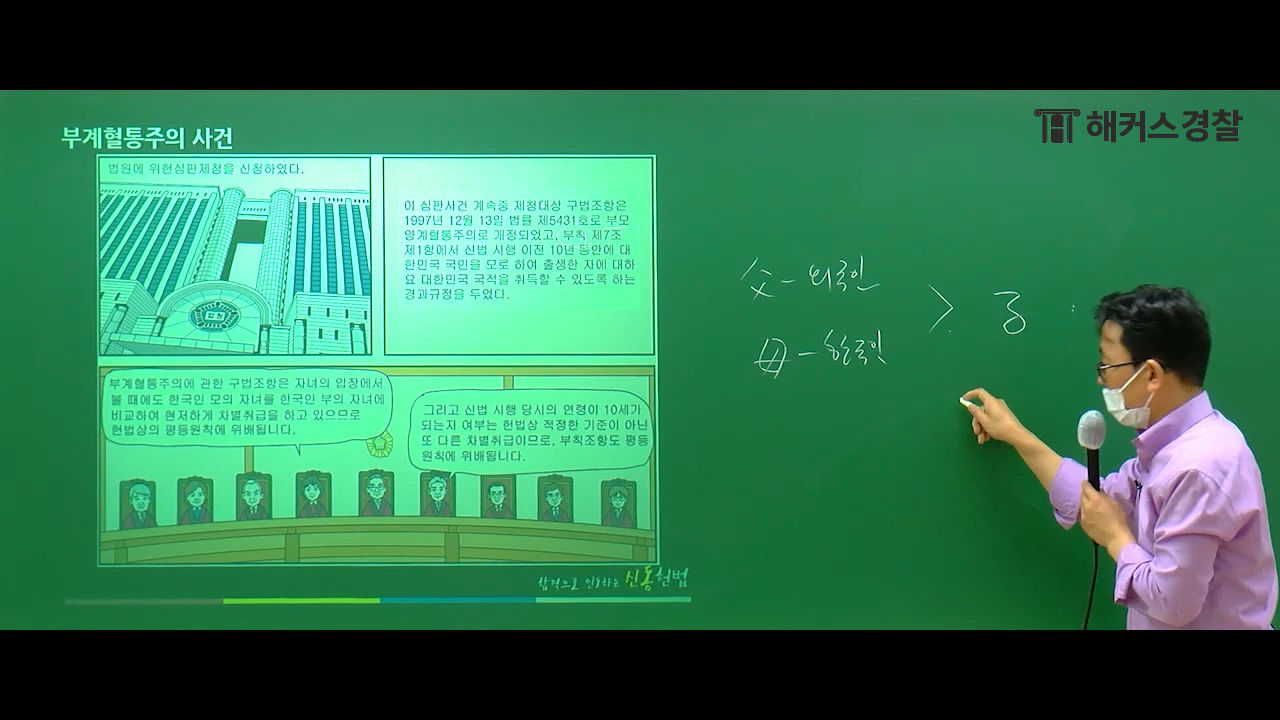 해커스경찰
부계혈통주의 사건
법원에 위헌심판제청을 신청하였다.
법원
이 심판사건 계속중 제청대상 구법조항은
1997년 12월 13일 법률 제5431호로 부모
양계혈통주의로 개정되었고, 부칙 제7조
제1항에서 신법 시행 이전 10년 동안에 대
한민국 국민을 모로 하여 출생한 자에 대하
요 대한민국 국적을 취득할 수 있도록 하는
경과규정을 두었다.
부계혈통주의에 관한 구법조항은 자녀의 입장에서
볼 때에도 한국인 모의 자녀를 한국인 부의 자녀에
비교하여 현저하게 차별취급을 하고 있으므로
헌법상의 평등원칙에 위배됩니다.
그리고 신법 시행 당시의 연령이 10세가
되는지 여부는 헌법상 적정한 기준이 아닌
또 다른 차별취급이므로, 부칙조항도 평등
원칙에 위배됩니다.
합격으로 인도하는 신동헌법
父 - 외국인
母 - 한국인
> 子